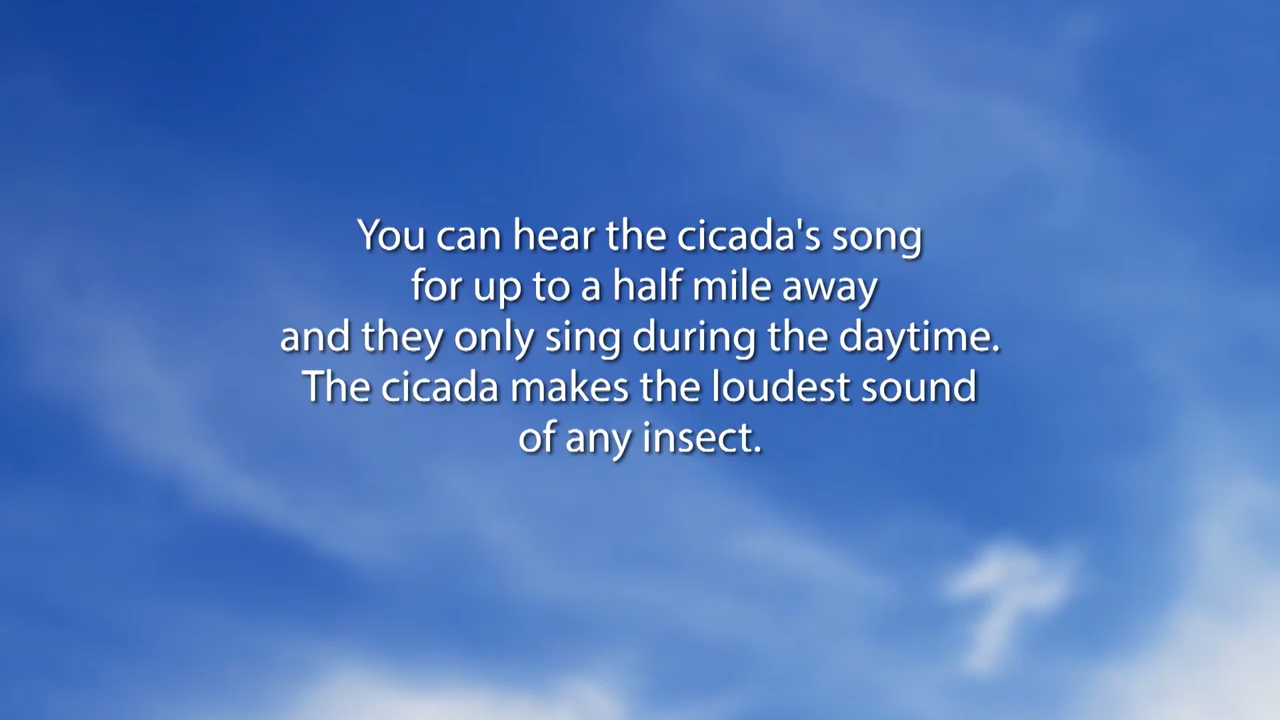 You can hear the cicada's song
for up to a half mile away
and they only sing during the daytime.
The cicada makes the loudest sound
of any insect.